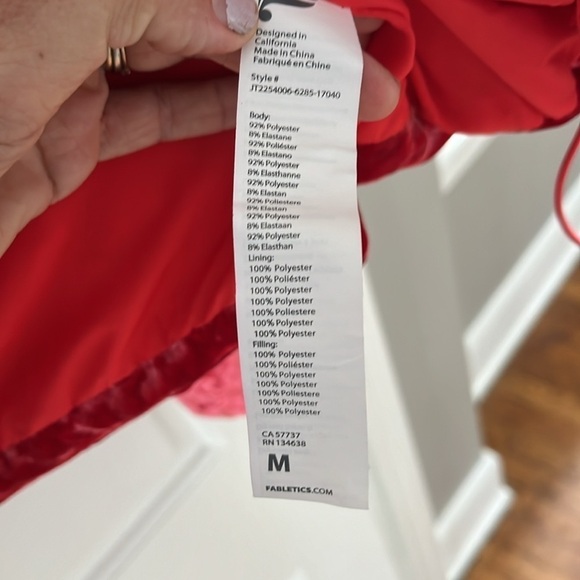 Designed in
California
Made in China
Fabriqué en Chine
Style #
JT2254006-6285-17040
Body:
92% Polyester
8% Elastane
92% Poliéster
8% Elastano
92% Polyester
8% Elasthanne
92% Polyester
8% Elastan
92% Poliestere
8% Elastan
92% Polyester
8% Elastaan
92% Polyester
8% Elasthan
Lining:
100% Polyester
100% Poliéster
100% Polyester
100% Polyester
100% Poliestere
100% Polyester
100% Polyester
Filling:
100% Polyester
100% Poliéster
100% Polyester
100% Polyester
100% Poliestere
100% Polyester
100% Polyester
CA 57737
RN 134638
M
FABLETICS.COM